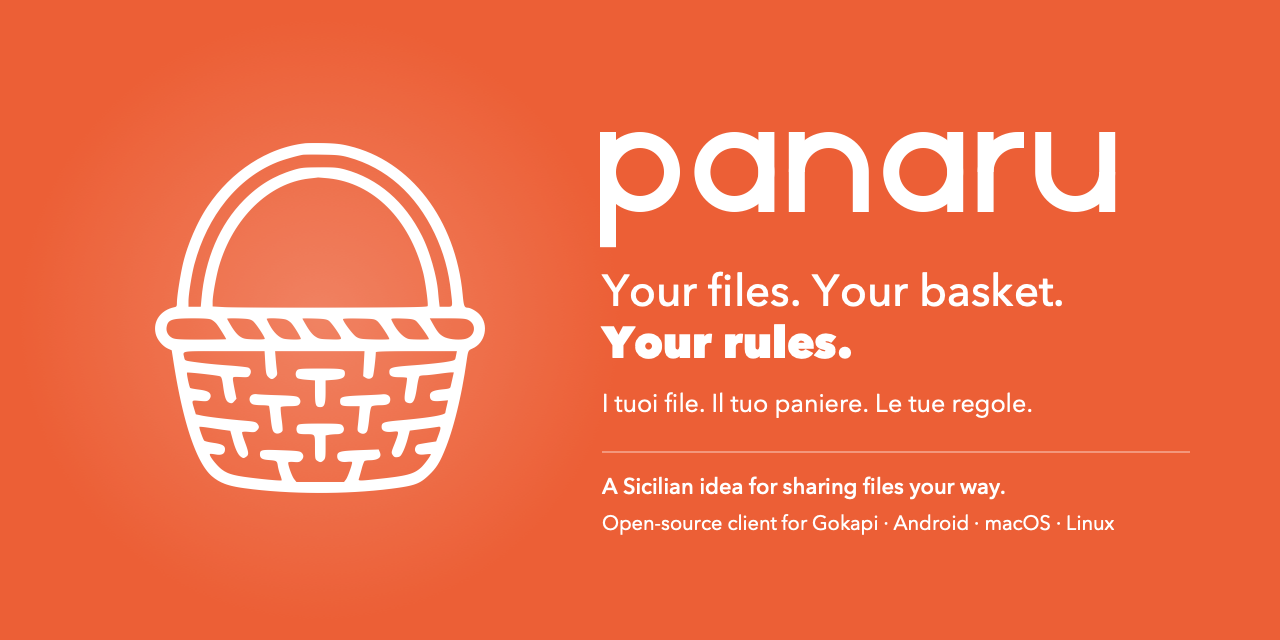 panaru
Your files. Your basket.
Your rules.
I tuoi file. Il tuo paniere. Le tue regole.
A Sicilian idea for sharing files your way.
Open-source client for Gokapi · Android · macOS · Linux